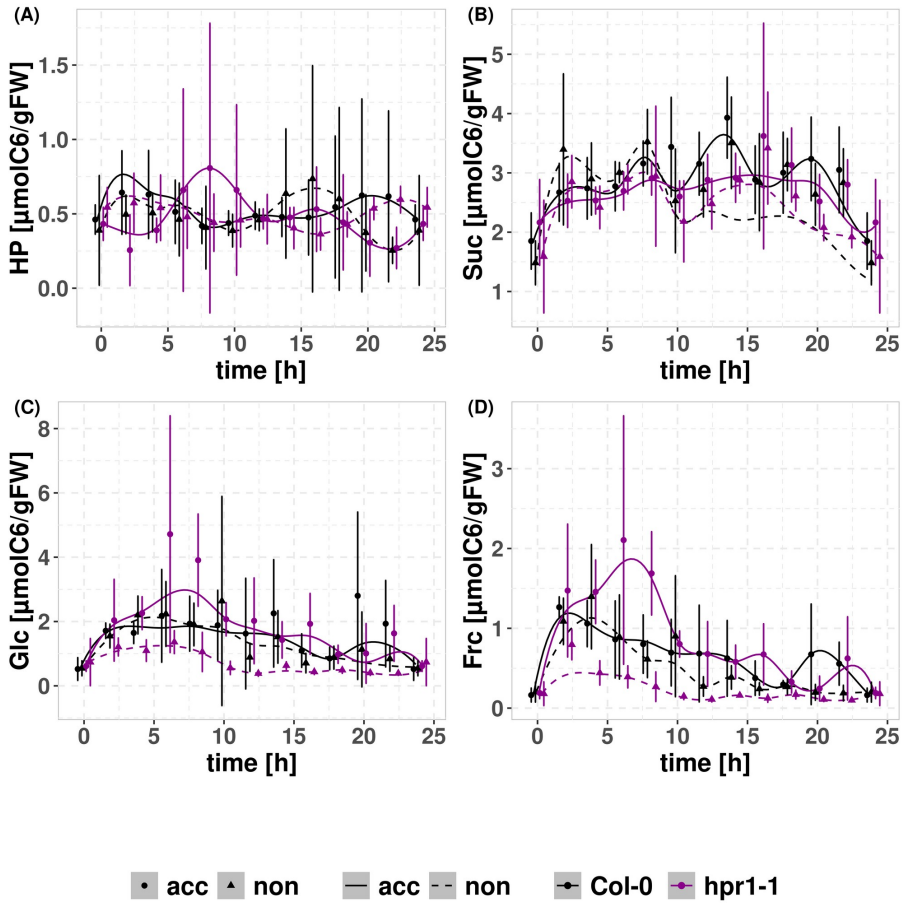 (A)
HP [µmolC6/gFW]
1.5
1.0
0.5
0.0
0 5 10 15 20 25
time [h]
(B)
Suc [µmolC6/gFW]
5
4
3
2
1
0 5 10 15 20 25
time [h]
(C)
Glc [µmolC6/gFW]
8
6
4
2
0
0 5 10 15 20 25
time [h]
(D)
Frc [µmolC6/gFW]
3
2
1
0
0 5 10 15 20 25
time [h]
acc non acc non Col-0 hpr1-1